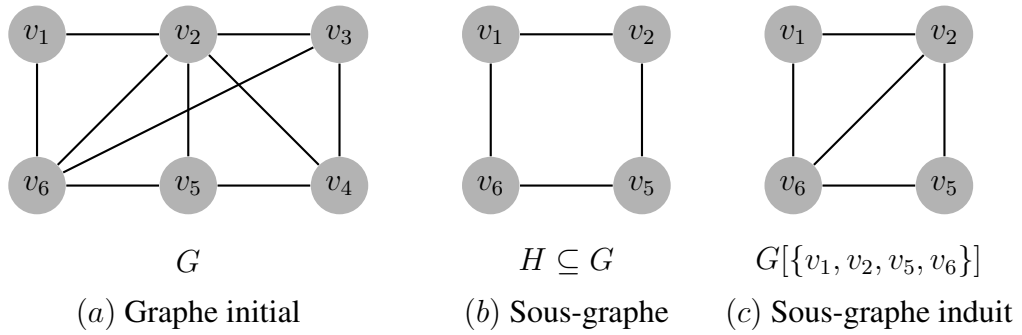 v1 v2 v3 v1 v2 v1 v2
v6 v5 v4 v6 v5 v6 v5
G H ⊆ G G[{v1, v2, v5, v6}]
(a) Graphe initial (b) Sous-graphe (c) Sous-graphe induit